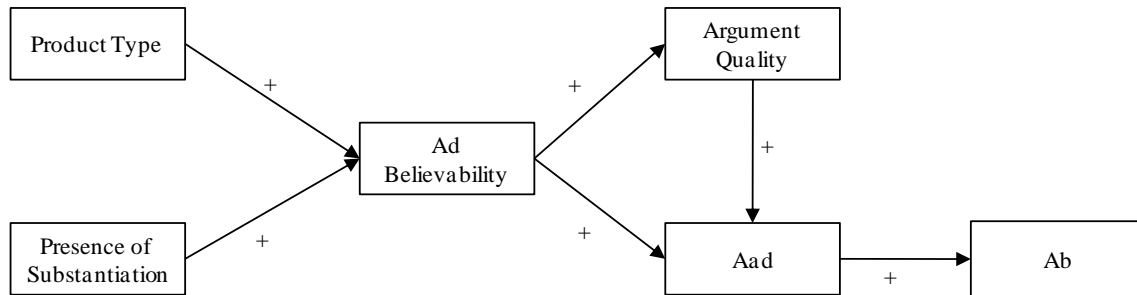 Product Type
+
Presence of
Substantiation
+
Ad
Believability
+
+
Argument
Quality
+
Aad
+
Ab